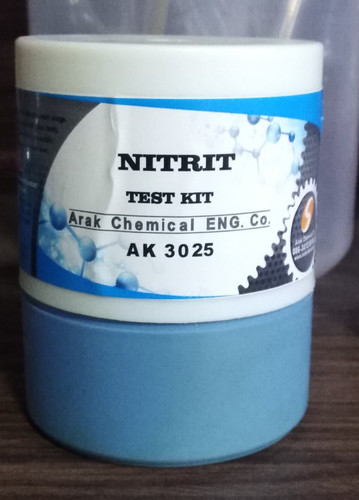 NITRIT
TEST KIT
Arak Chemical ENG. Co.
AK 3025